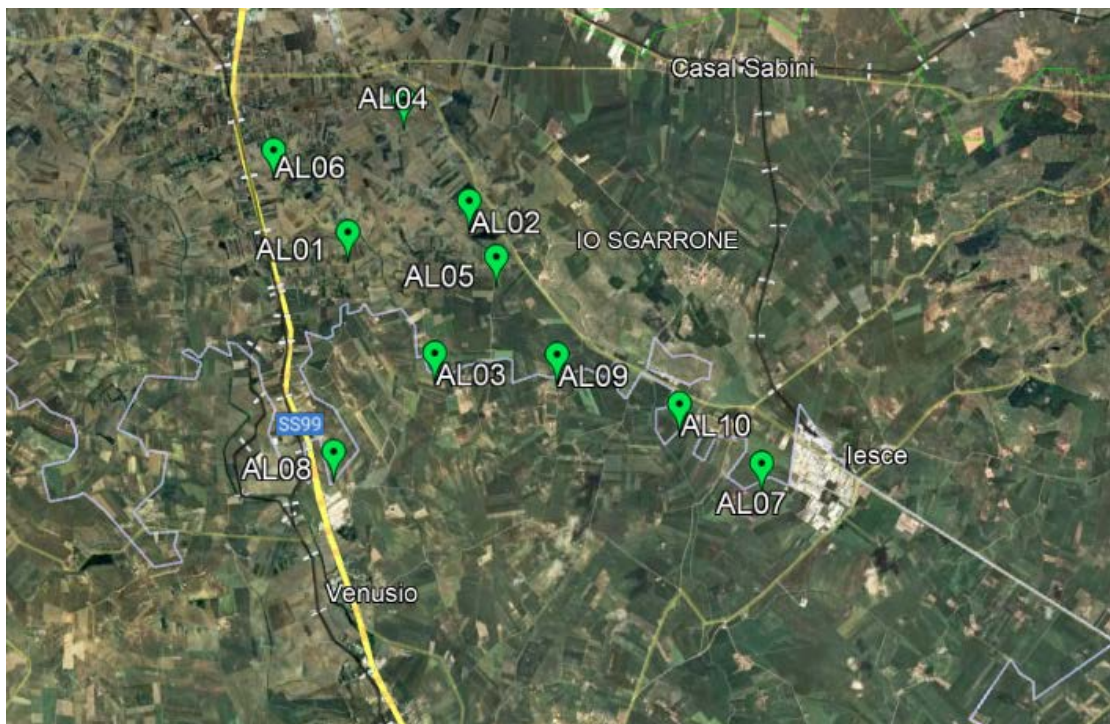 Casal Sabini
AL04
AL06
AL02
IO SGARRONE
AL01
AL05
AL03
AL09
SS99
AL10
AL08
Iesce
AL07
Venusio